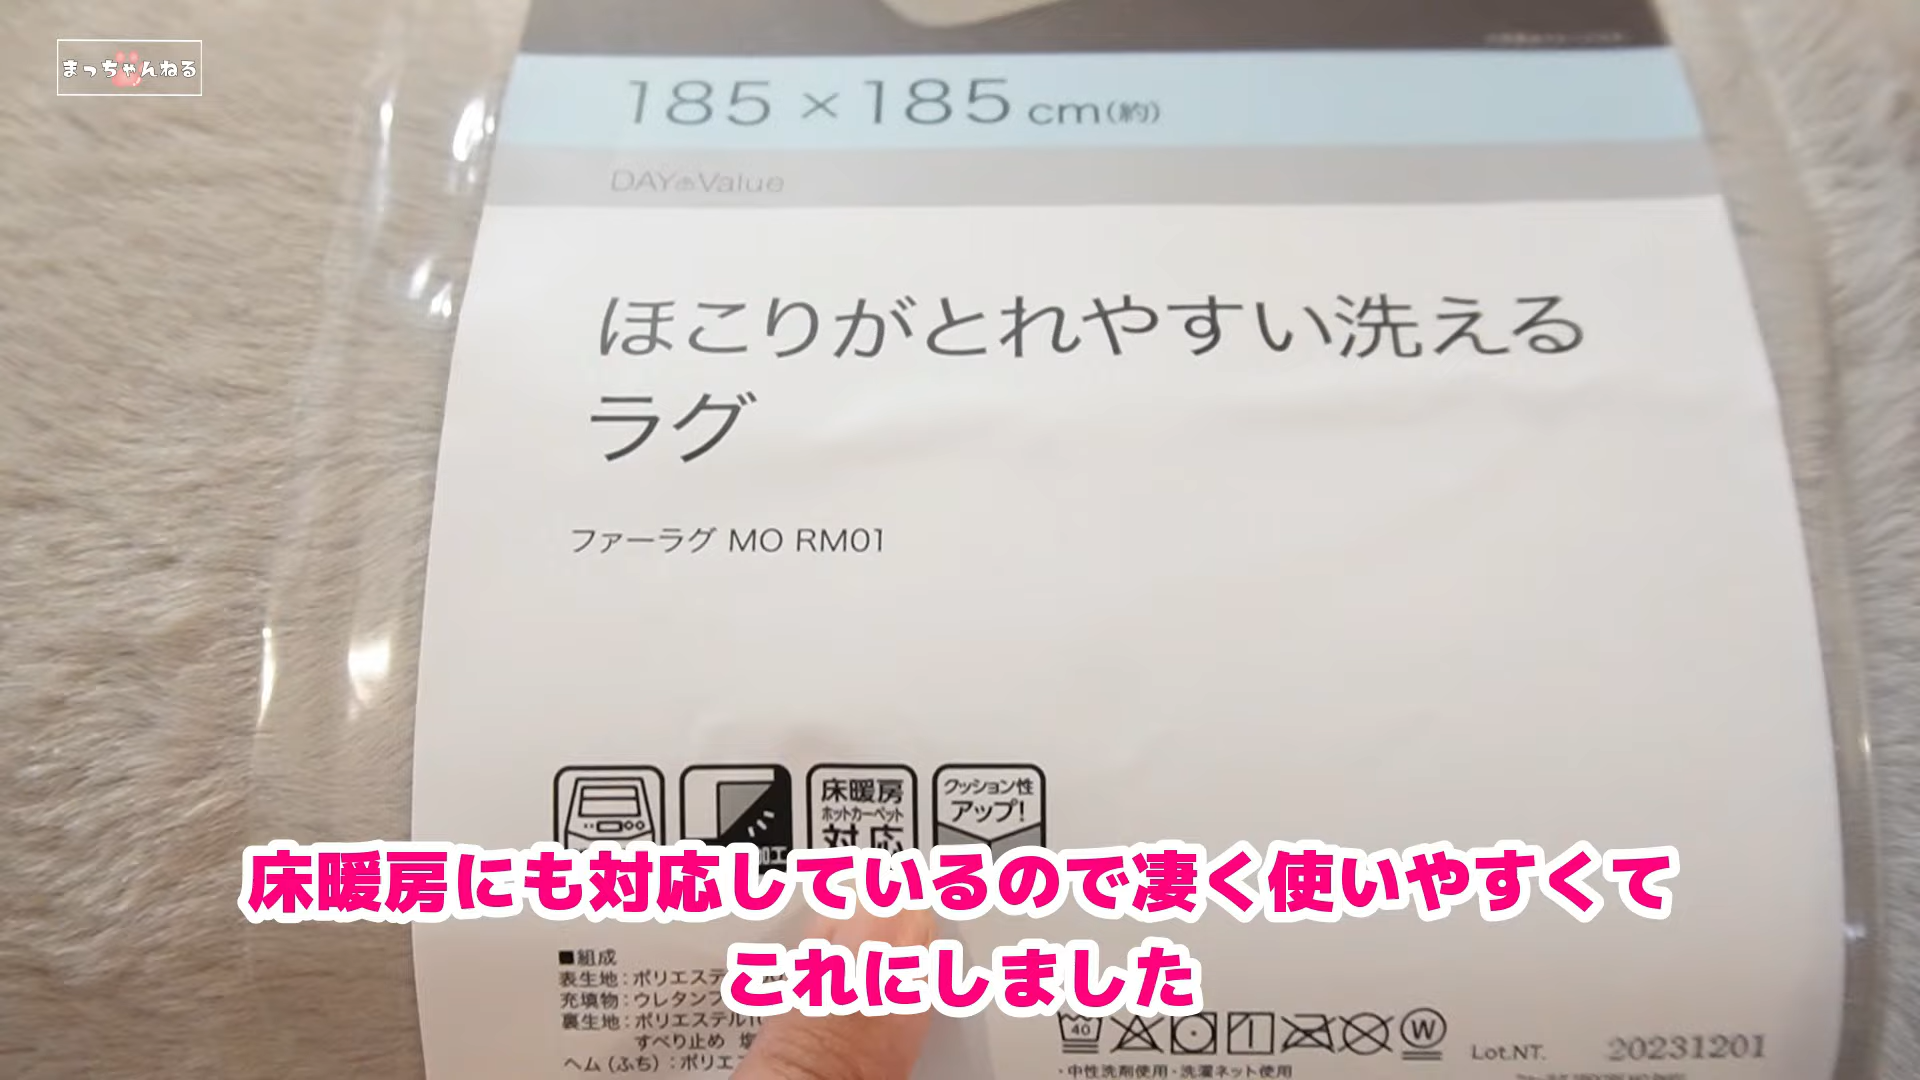 まっちゃんねる
185×185cm(約)
DAY Value
ほこりがとれやすい洗える
ラグ
ファーラグ MO RM01
床暖房
ホットカーペット
対応
クッション性
アップ!
床暖房にも対応しているので凄く使いやすくて
これにしました
■組成
表生地:ポリエステ
充填物:ウレタンフ
裏生地:ポリエステル1
すべり止め
ヘム(ふち):ポリエ
40
W
・中性洗剤使用・洗濯ネット使用
Lot.NT. 20231201